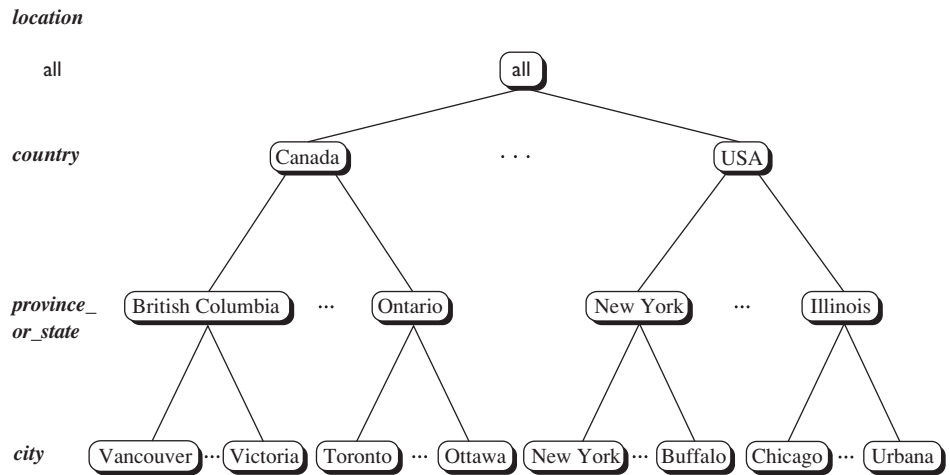 location
all all
country Canada ... USA
province_ British Columbia ... Ontario New York ... Illinois
or_state
city Vancouver ... Victoria Toronto ... Ottawa New York ... Buffalo Chicago ... Urbana